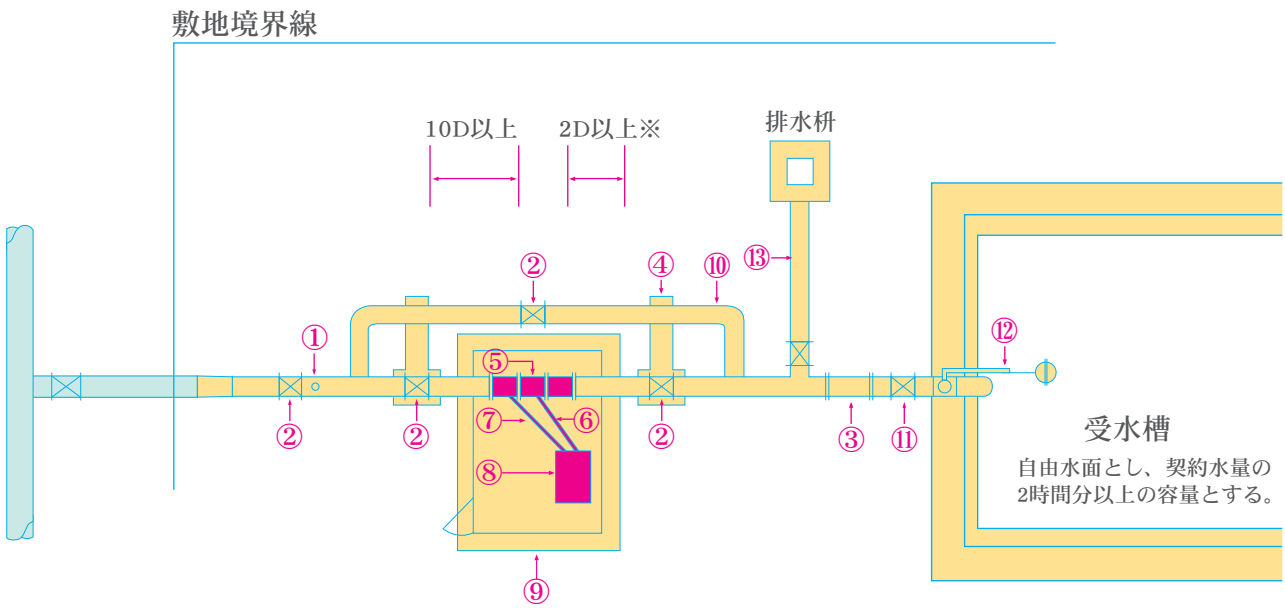 敷地境界線
10D以上
2D以上※
排水枡
⑬
②
④
⑩
①
⑤
⑫
⑦
⑥
②
②
②
③
⑪
⑧
受水槽
自由水面とし、契約水量の
2時間分以上の容量とする。
⑨